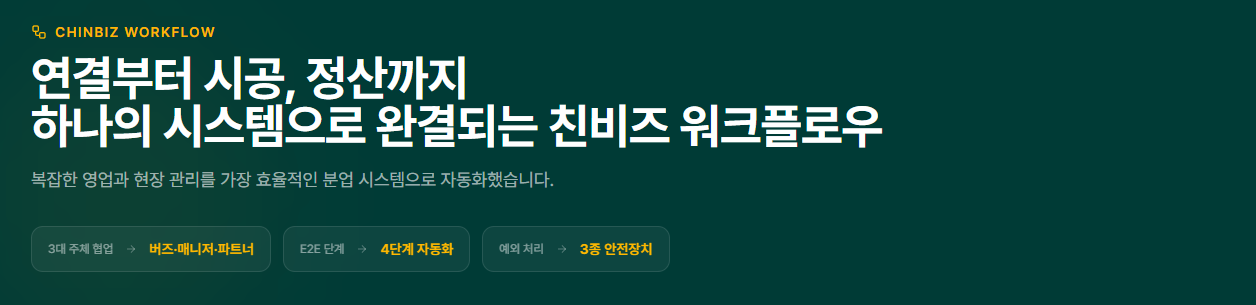 CHINBIZ WORKFLOW
연결부터 시공, 정산까지
하나의 시스템으로 완결되는 친비즈 워크플로우
복잡한 영업과 현장 관리를 가장 효율적인 분업 시스템으로 자동화했습니다.
3대 주체 협업 → 버즈·매니저·파트너
E2E 단계 → 4단계 자동화
예외 처리 → 3종 안전장치